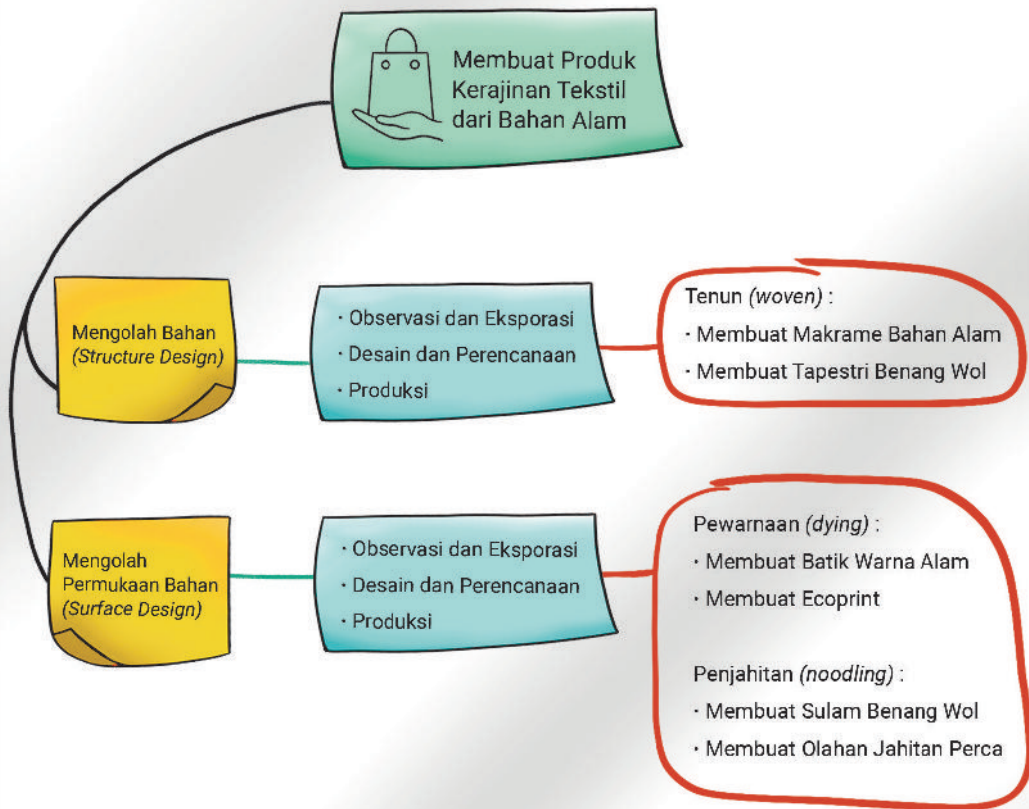 Membuat Produk
Kerajinan Tekstil
dari Bahan Alam
Mengolah Bahan
(Structure Design)
· Observasi dan Eksporasi
· Desain dan Perencanaan
· Produksi
Tenun (woven) :
· Membuat Makrame Bahan Alam
· Membuat Tapestri Benang Wol
Mengolah
Permukaan Bahan
(Surface Design)
· Observasi dan Eksporasi
· Desain dan Perencanaan
· Produksi
Pewarnaan (dying) :
· Membuat Batik Warna Alam
· Membuat Ecoprint
Penjahitan (noodling) :
· Membuat Sulam Benang Wol
· Membuat Olahan Jahitan Perca